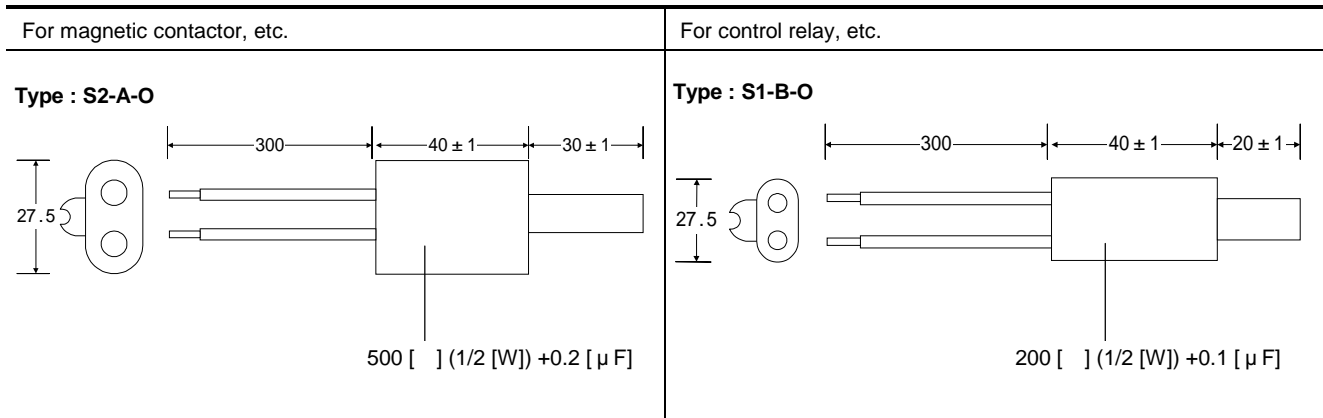 For magnetic contactor, etc.
Type : S2-A-O
300
40 ± 1
30 ± 1
27.5
500 [ ] (1/2 [W]) +0.2 [ µ F]
For control relay, etc.
Type : S1-B-O
300
40 ± 1
20 ± 1
27.5
200 [ ] (1/2 [W]) +0.1 [ µ F]